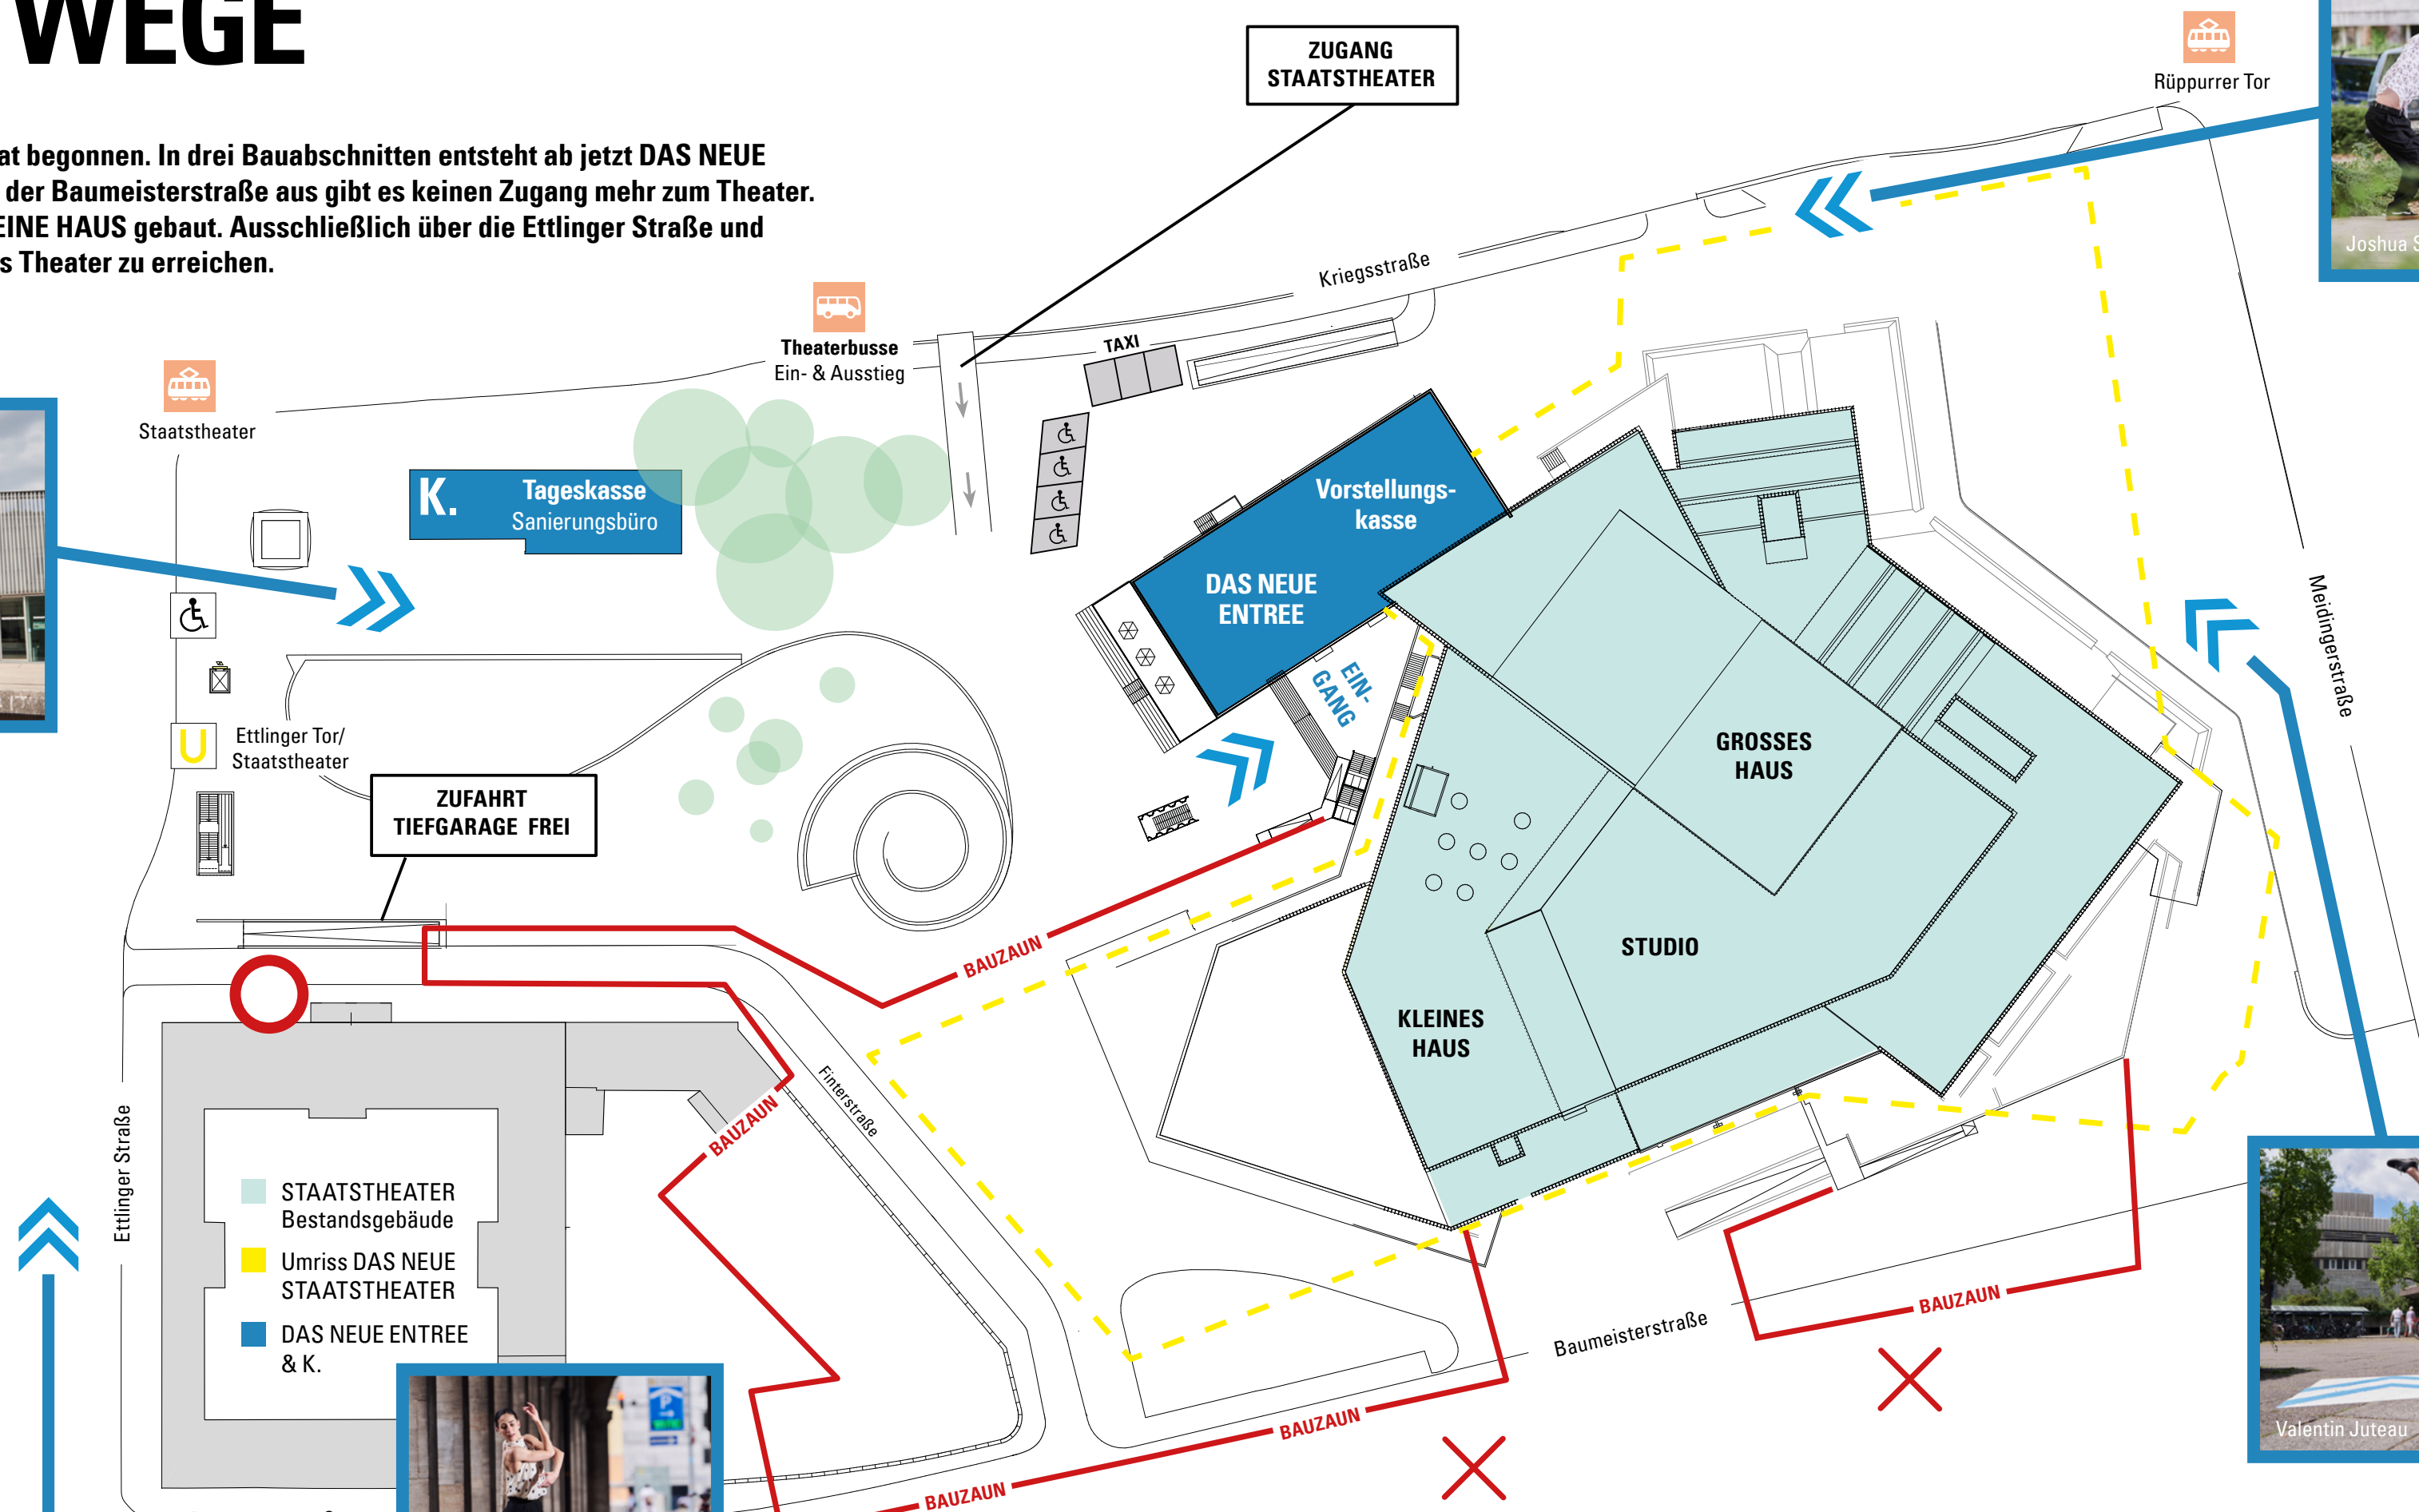 WEGE
at begonnen. In drei Bauabschnitten entsteht ab jetzt DAS NEUE
der Baumeisterstraße aus gibt es keinen Zugang mehr zum Theater.
EINE HAUS gebaut. Ausschließlich über die Ettlinger Straße und
s Theater zu erreichen.
ZUGANG
STAATSTHEATER
Rüppurrer Tor
Joshua S
Kriegsstraße
Theaterbusse
Ein- & Ausstieg
TAXI
Staatstheater
K.
Tageskasse
Sanierungsbüro
Vorstellungs-
kasse
DAS NEUE
ENTREE
EIN-
GANG
Meidingerstraße
U
Ettlinger Tor/
Staatstheater
ZUFAHRT
TIEFGARAGE FREI
GROSSES
HAUS
STUDIO
KLEINES
HAUS
BAUZAUN
BAUZAUN
Finterstraße
Ettlinger Straße
STAATSTHEATER
Bestandsgebäude
Umriss DAS NEUE
STAATSTHEATER
DAS NEUE ENTREE
& K.
Baumeisterstraße
BAUZAUN
BAUZAUN
BAUZAUN
P
Valentin Juteau